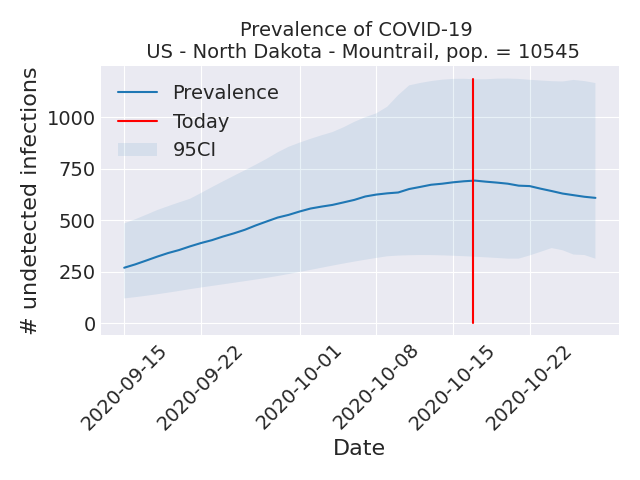 Prevalence of COVID-19
US - North Dakota - Mountrail, pop. = 10545
# undetected infections
1000
750
500
250
0
Prevalence
Today
95CI
2020-09-15
2020-09-22
2020-10-01
2020-10-08
2020-10-15
2020-10-22
Date